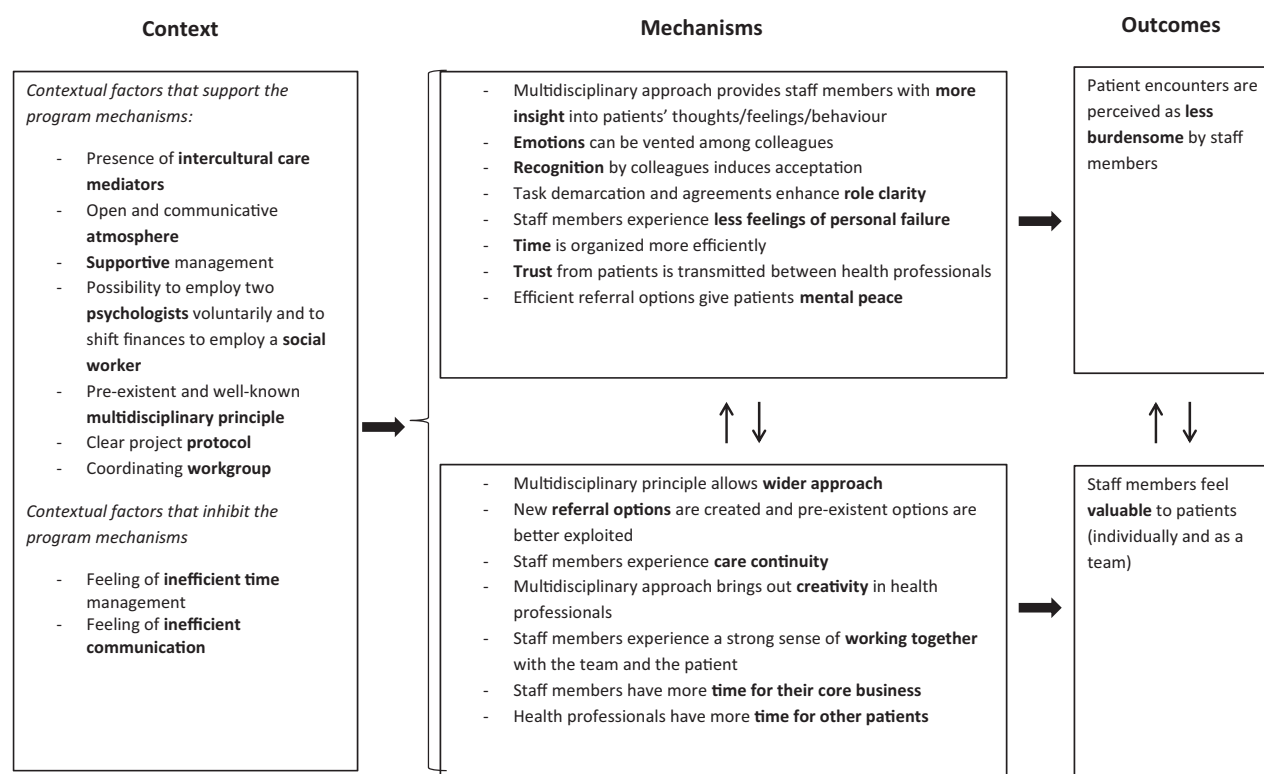 Context
Mechanisms
Outcomes
Contextual factors that support the
program mechanisms:
- Presence of intercultural care
mediators
- Open and communicative
atmosphere
- Supportive management
- Possibility to employ two
psychologists voluntarily and to
shift finances to employ a social
worker
- Pre-existent and well-known
multidisciplinary principle
- Clear project protocol
- Coordinating workgroup
Contextual factors that inhibit the
program mechanisms
- Feeling of inefficient time
management
- Feeling of inefficient
communication
- Multidisciplinary approach provides staff members with more
insight into patients’ thoughts/feelings/behaviour
- Emotions can be vented among colleagues
- Recognition by colleagues induces acceptation
- Task demarcation and agreements enhance role clarity
- Staff members experience less feelings of personal failure
- Time is organized more efficiently
- Trust from patients is transmitted between health professionals
- Efficient referral options give patients mental peace
- Multidisciplinary principle allows wider approach
- New referral options are created and pre-existent options are
better exploited
- Staff members experience care continuity
- Multidisciplinary approach brings out creativity in health
professionals
- Staff members experience a strong sense of working together
with the team and the patient
- Staff members have more time for their core business
- Health professionals have more time for other patients
Patient encounters are
perceived as less
burdensome by staff
members
Staff members feel
valuable to patients
(individually and as a
team)